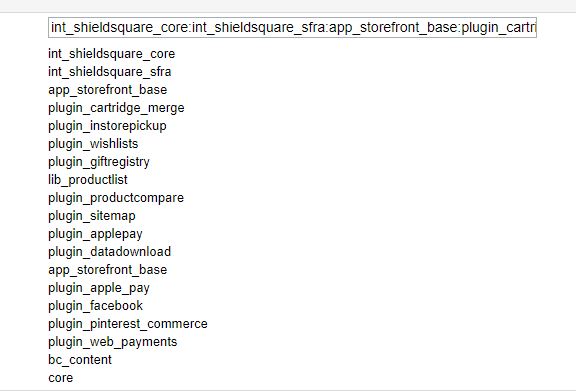 int_shieldsquare_core:int_shieldsquare_sfra:app_storefront_base:plugin_cartri
int_shieldsquare_core
int_shieldsquare_sfra
app_storefront_base
plugin_cartridge_merge
plugin_instorepickup
plugin_wishlists
plugin_giftregistry
lib_productlist
plugin_productcompare
plugin_sitemap
plugin_applepay
plugin_datadownload
app_storefront_base
plugin_apple_pay
plugin_facebook
plugin_pinterest_commerce
plugin_web_payments
bc_content
core